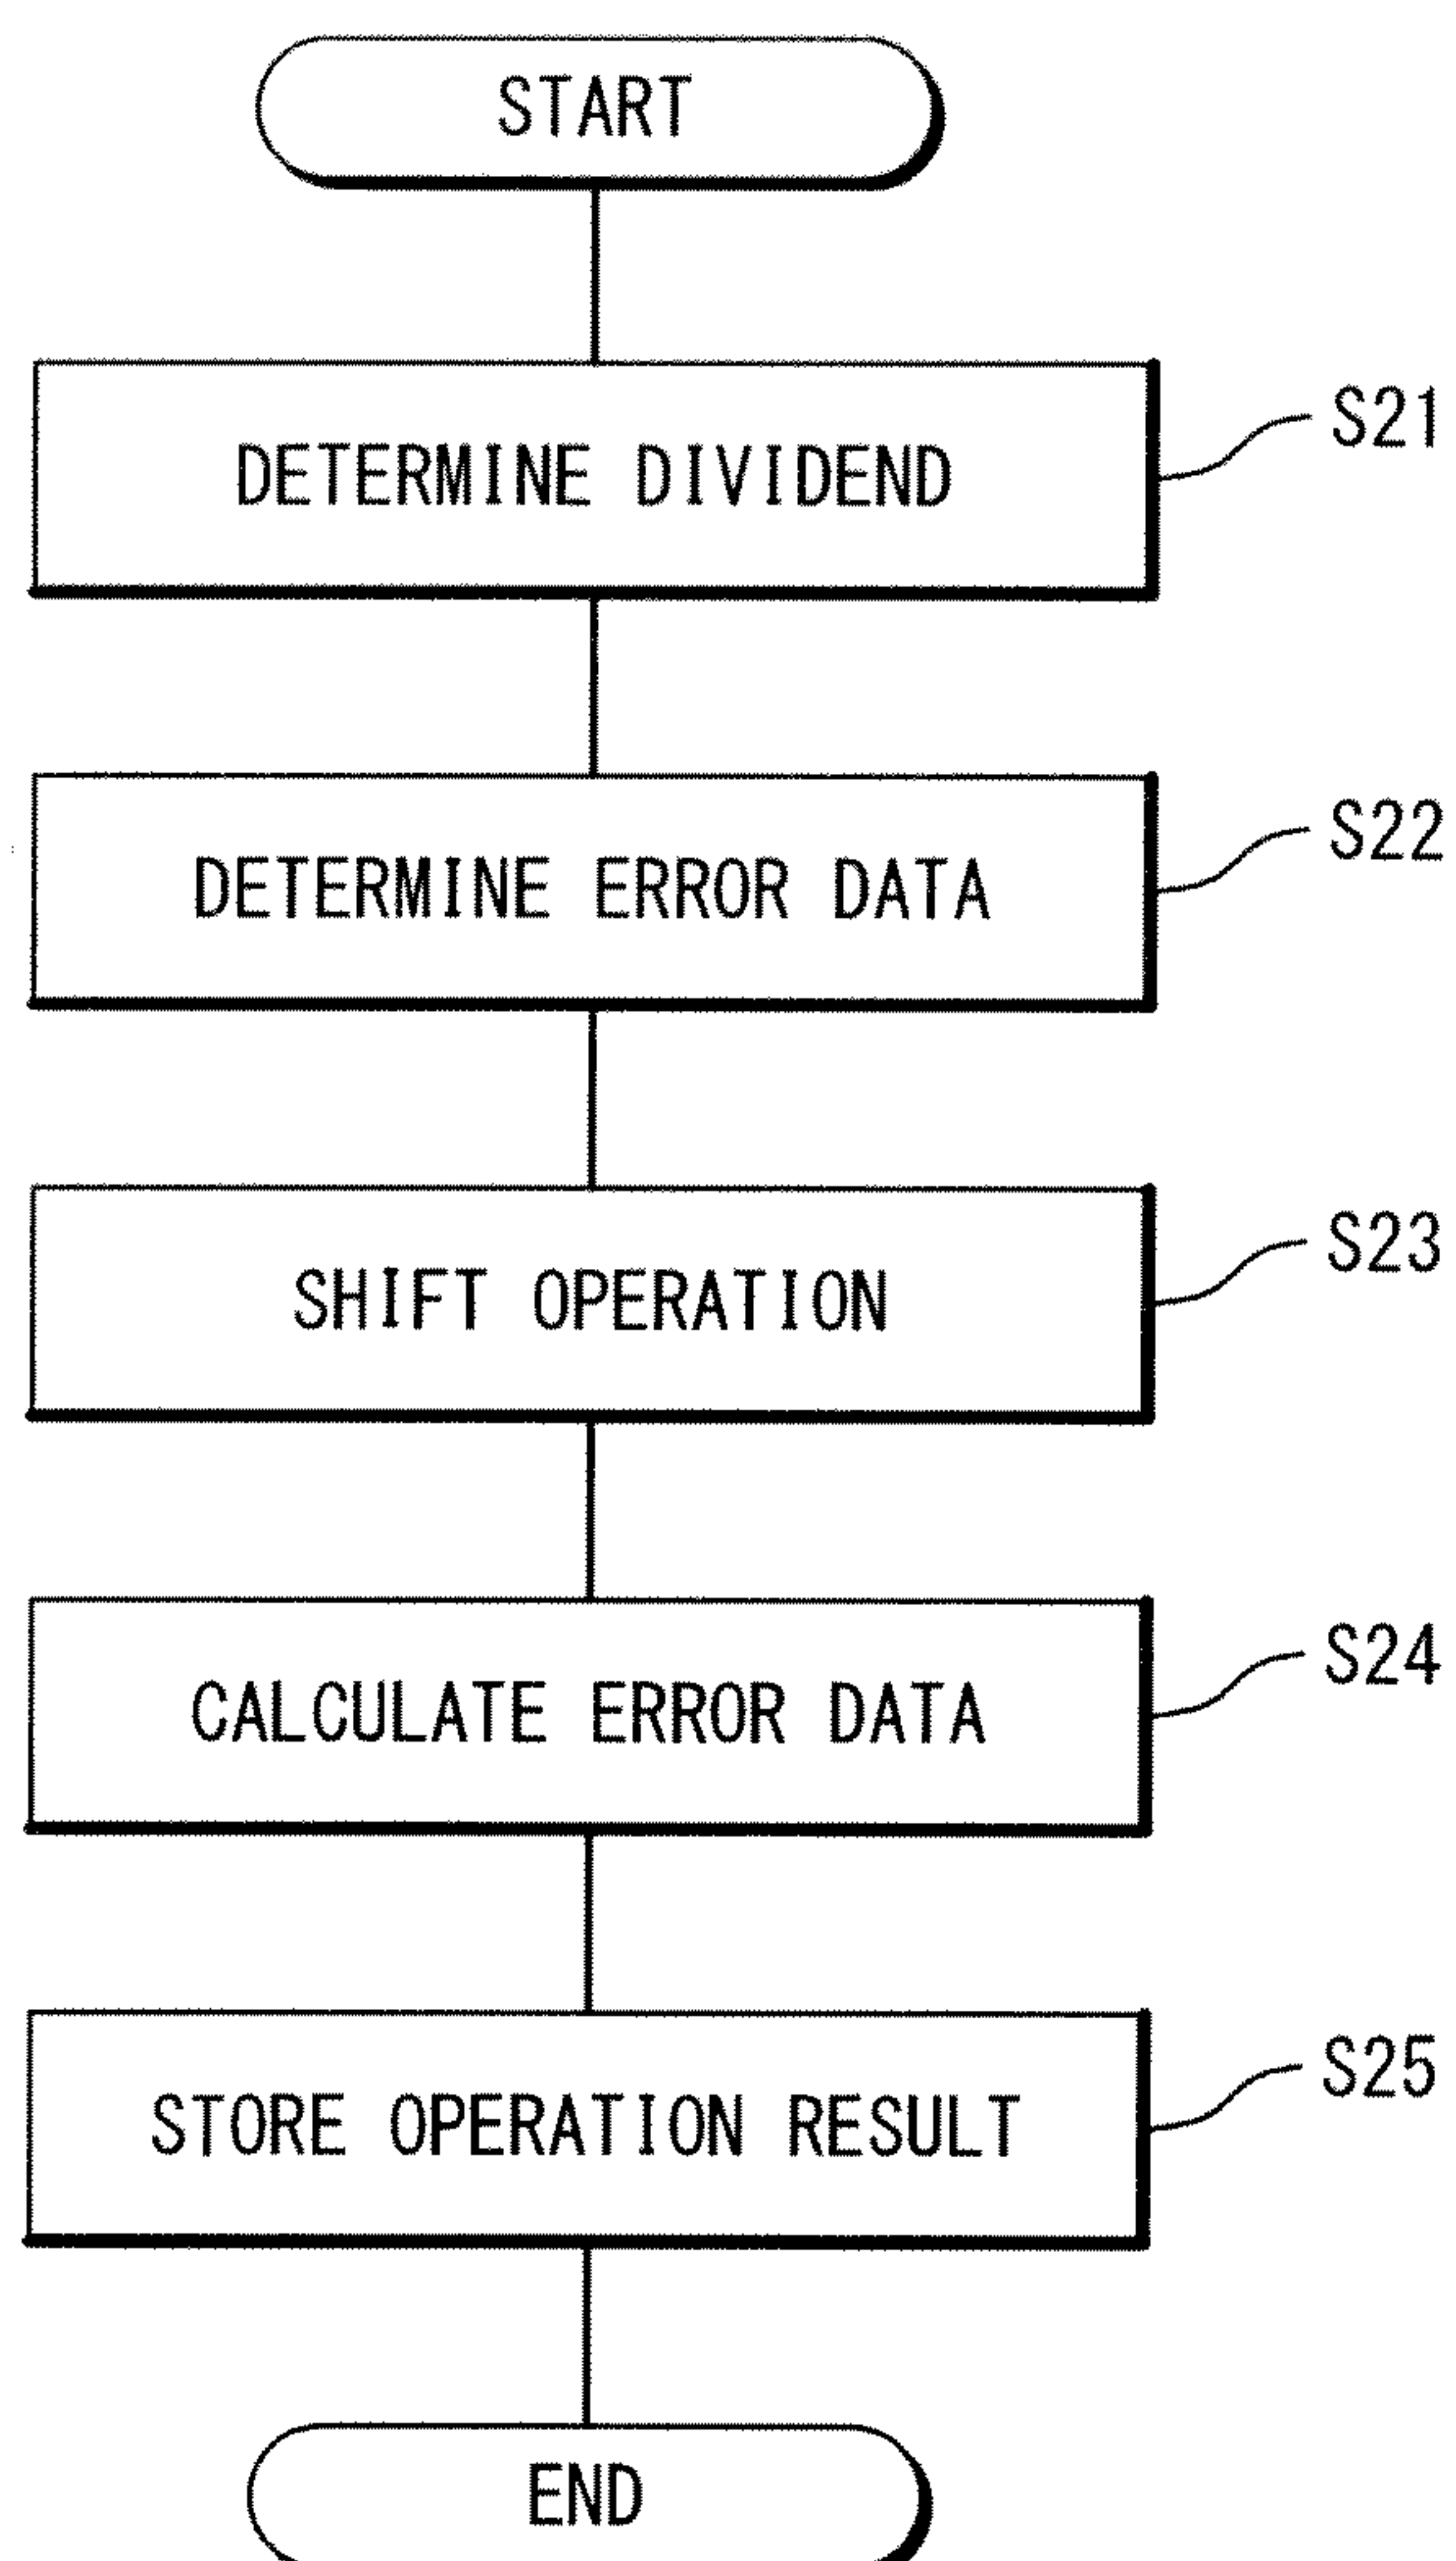 START
DETERMINE DIVIDEND
S21
DETERMINE ERROR DATA
S22
SHIFT OPERATION
S23
CALCULATE ERROR DATA
S24
STORE OPERATION RESULT
S25
END